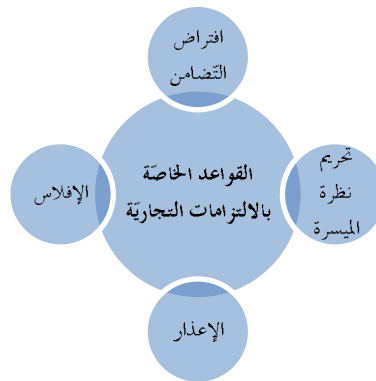 افتراض
التّضامن
تحريم
نظرة
الميسرة
القواعد الخاصّة
بالالتزامات التجاريّة
الإفلاس
الإعذار